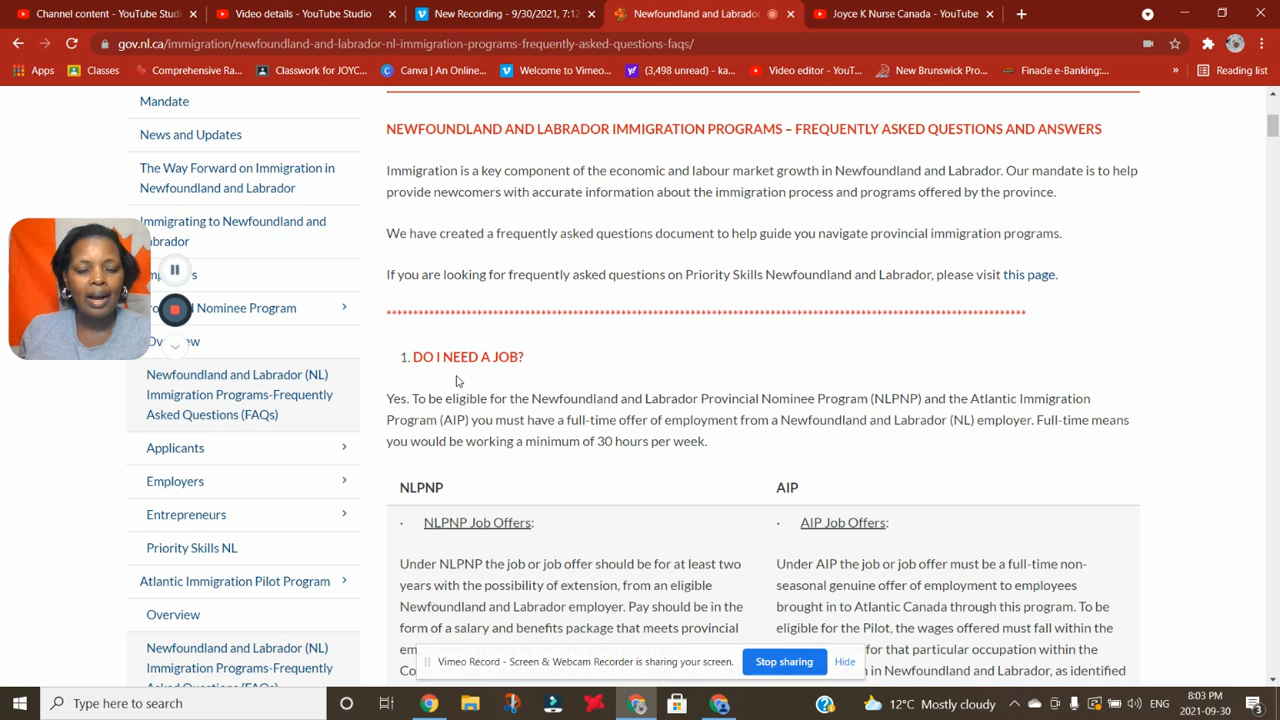 Channel content - YouTube Studi
Video details - YouTube Studio
New Recording - 9/30/2021, 7:12
Newfoundland and Labrador
Joyce K Nurse Canada - YouTube
gov.nl.ca/immigration/newfoundland-and-labrador-nl-immigration-programs-frequently-asked-questions-faqs/
Apps
Classes
Comprehensive Ra...
Classwork for JOYC...
Canva | An Online...
Welcome to Vimeo...
(3,498 unread) - ka...
Video editor - YouT...
New Brunswick Pro...
Finacle e-Banking:...
»
Reading list
Mandate
News and Updates
The Way Forward on Immigration in
Newfoundland and Labrador
Immigrating to Newfoundland and
abrador
Nominee Program
Newfoundland and Labrador (NL)
Immigration Programs-Frequently
Asked Questions (FAQs)
Applicants
Employers
Entrepreneurs
Priority Skills NL
Atlantic Immigration Pilot Program
Overview
Newfoundland and Labrador (NL)
Immigration Programs-Frequently
Asked Questions (FAQs)
NEWFOUNDLAND AND LABRADOR IMMIGRATION PROGRAMS – FREQUENTLY ASKED QUESTIONS AND ANSWERS
Immigration is a key component of the economic and labour market growth in Newfoundland and Labrador. Our mandate is to help
provide newcomers with accurate information about the immigration process and programs offered by the province.
We have created a frequently asked questions document to help guide you navigate provincial immigration programs.
If you are looking for frequently asked questions on Priority Skills Newfoundland and Labrador, please visit this page.
1. DO I NEED A JOB?
Yes. To be eligible for the Newfoundland and Labrador Provincial Nominee Program (NLPNP) and the Atlantic Immigration
Program (AIP) you must have a full-time offer of employment from a Newfoundland and Labrador (NL) employer. Full-time means
you would be working a minimum of 30 hours per week.
NLPNP
· NLPNP Job Offers:
Under NLPNP the job or job offer should be for at least two
years with the possibility of extension, from an eligible
Newfoundland and Labrador employer. Pay should be in the
form of a salary and benefits package that meets provincial
AIP
· AIP Job Offers:
Under AIP the job or job offer must be a full-time non-
seasonal genuine offer of employment to employees
brought in to Atlantic Canada through this program. To be
eligible for the Pilot, the wages offered must fall within the
for that particular occupation within the
in Newfoundland and Labrador, as identified
Vimeo Record - Screen & Webcam Recorder is sharing your screen.
Stop sharing
Hide
Type here to search
12°C Mostly cloudy
ENG
8:03 PM
2021-09-30
3